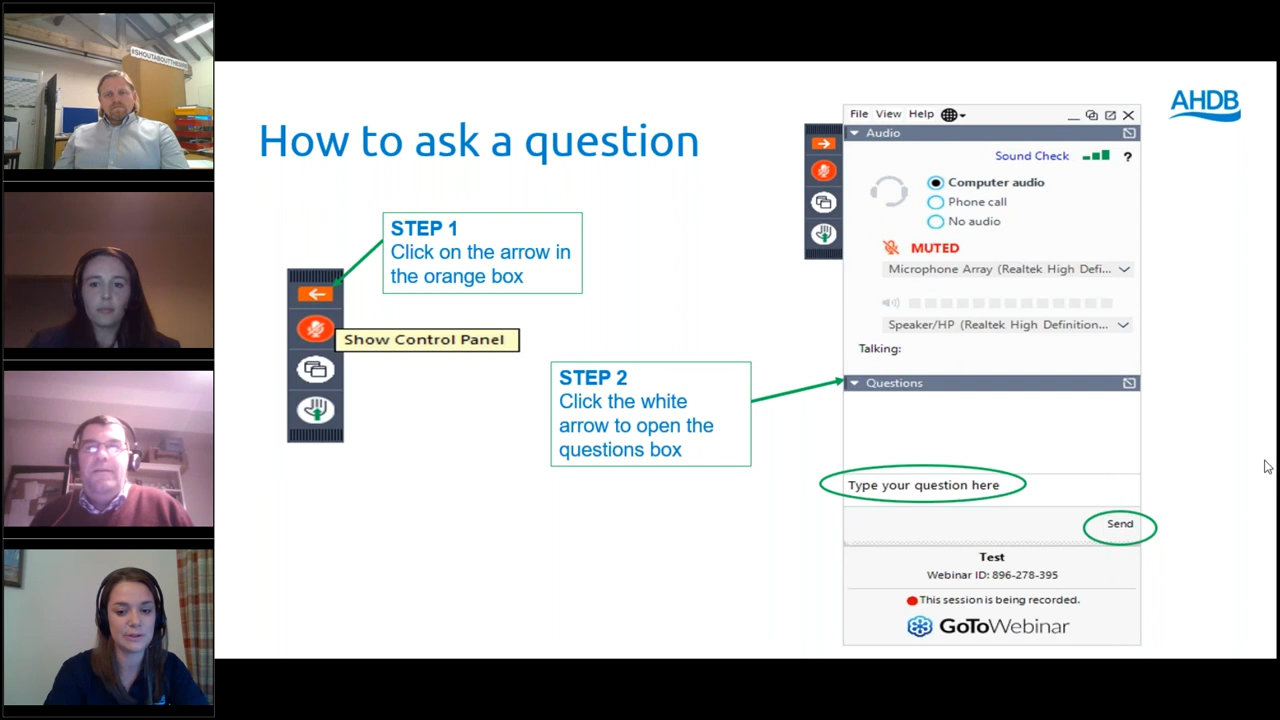 #SHOUTABOUTTHEGRE
AHDB
How to ask a question
STEP 1
Click on the arrow in
the orange box
Show Control Panel
STEP 2
Click the white
arrow to open the
questions box
File View Help
Audio
Sound Check ?
Computer audio
Phone call
No audio
MUTED
Microphone Array (Realtek High Defi...
Speaker/HP (Realtek High Definition...
Talking:
Questions
Type your question here
Send
Test
Webinar ID: 896-278-395
This session is being recorded.
GoToWebinar